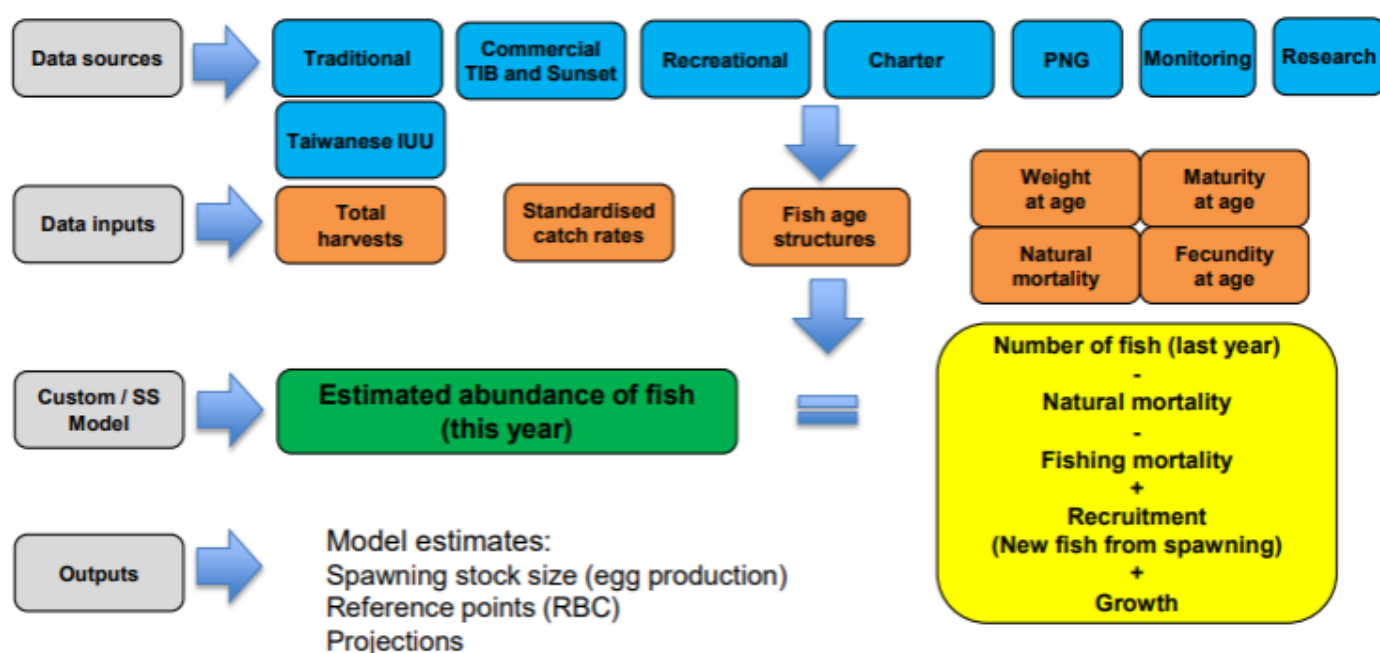 Data sources
Traditional
Commercial
TIB and Sunset
Recreational
Charter
PNG
Monitoring
Research
Taiwanese IUU
Data inputs
Total
harvests
Standardised
catch rates
Fish age
structures
Weight
at age
Maturity
at age
Natural
mortality
Fecundity
at age
Custom / SS
Model
Estimated abundance of fish
(this year)
=
Number of fish (last year)
-
Natural mortality
-
Fishing mortality
+
Recruitment
(New fish from spawning)
+
Growth
Outputs
Model estimates:
Spawning stock size (egg production)
Reference points (RBC)
Projections